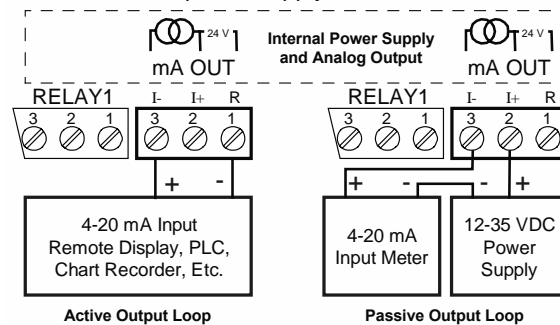 24 V 24 V
Internal Power Supply
and Analog Output
mA OUT mA OUT
RELAY1 I- I+ R RELAY1 I- I+ R
3 2 1 3 2 1 3 2 1 3 2 1
+ - + - - +
4-20 mA Input
Remote Display, PLC,
Chart Recorder, Etc.
4-20 mA
Input Meter
12-35 VDC
Power
Supply
Active Output Loop Passive Output Loop